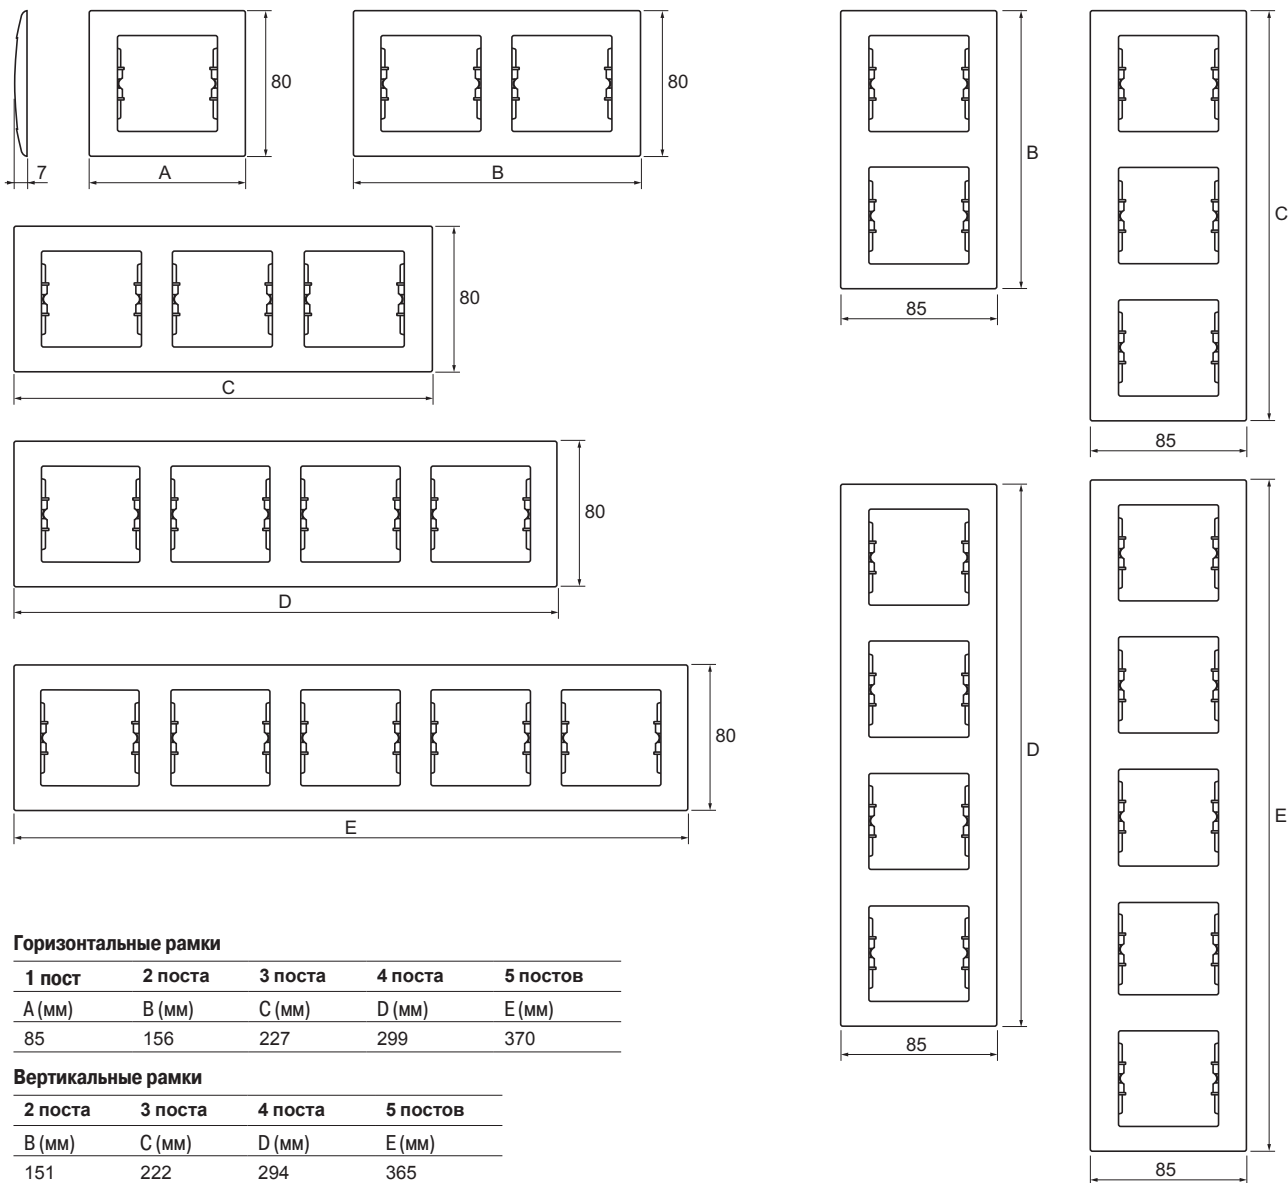 80
7
A
80
B
80
C
80
D
80
E
B
85
C
85
D
85
E
85
Горизонтальные рамки
1 пост 2 поста 3 поста 4 поста 5 постов
A (мм) B (мм) C (мм) D (мм) E (мм)
85 156 227 299 370
Вертикальные рамки
2 поста 3 поста 4 поста 5 постов
B (мм) C (мм) D (мм) E (мм)
151 222 294 365